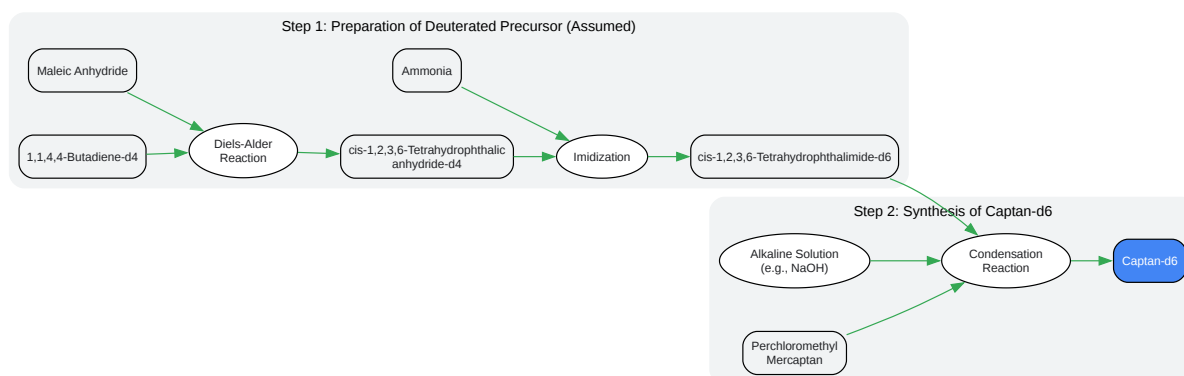 Step 1: Preparation of Deuterated Precursor (Assumed)
Maleic Anhydride
Ammonia
1,1,4,4-Butadiene-d4
Diels-Alder
Reaction
cis-1,2,3,6-Tetrahydrophthalic
anhydride-d4
Imidization
cis-1,2,3,6-Tetrahydrophthalimide-d6
Step 2: Synthesis of Captan-d6
Alkaline Solution
(e.g., NaOH)
Condensation
Reaction
Captan-d6
Perchloromethyl
Mercaptan